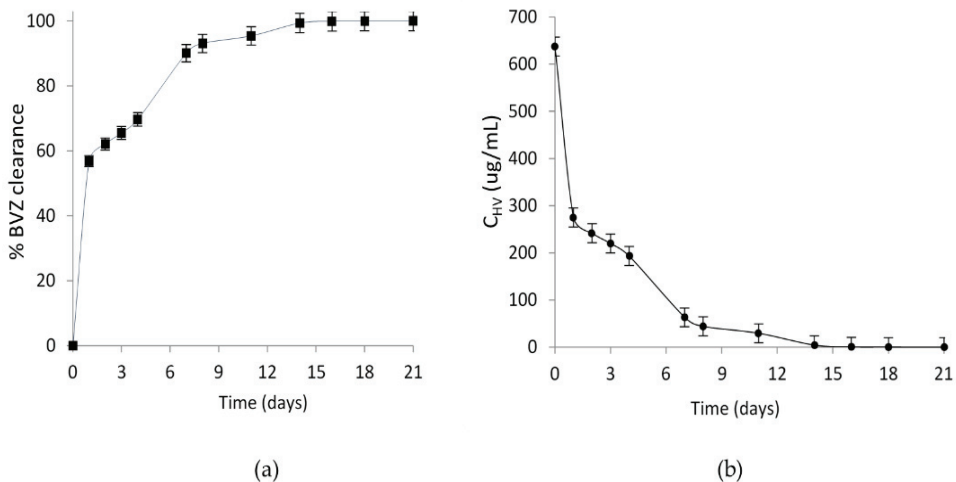 100
80
60
40
20
0
% BVZ clearance
0 3 6 9 12 15 18 21
Time (days)
(a)
700
600
500
400
300
200
100
0
C_HV (ug/mL)
0 3 6 9 12 15 18 21
Time (days)
(b)